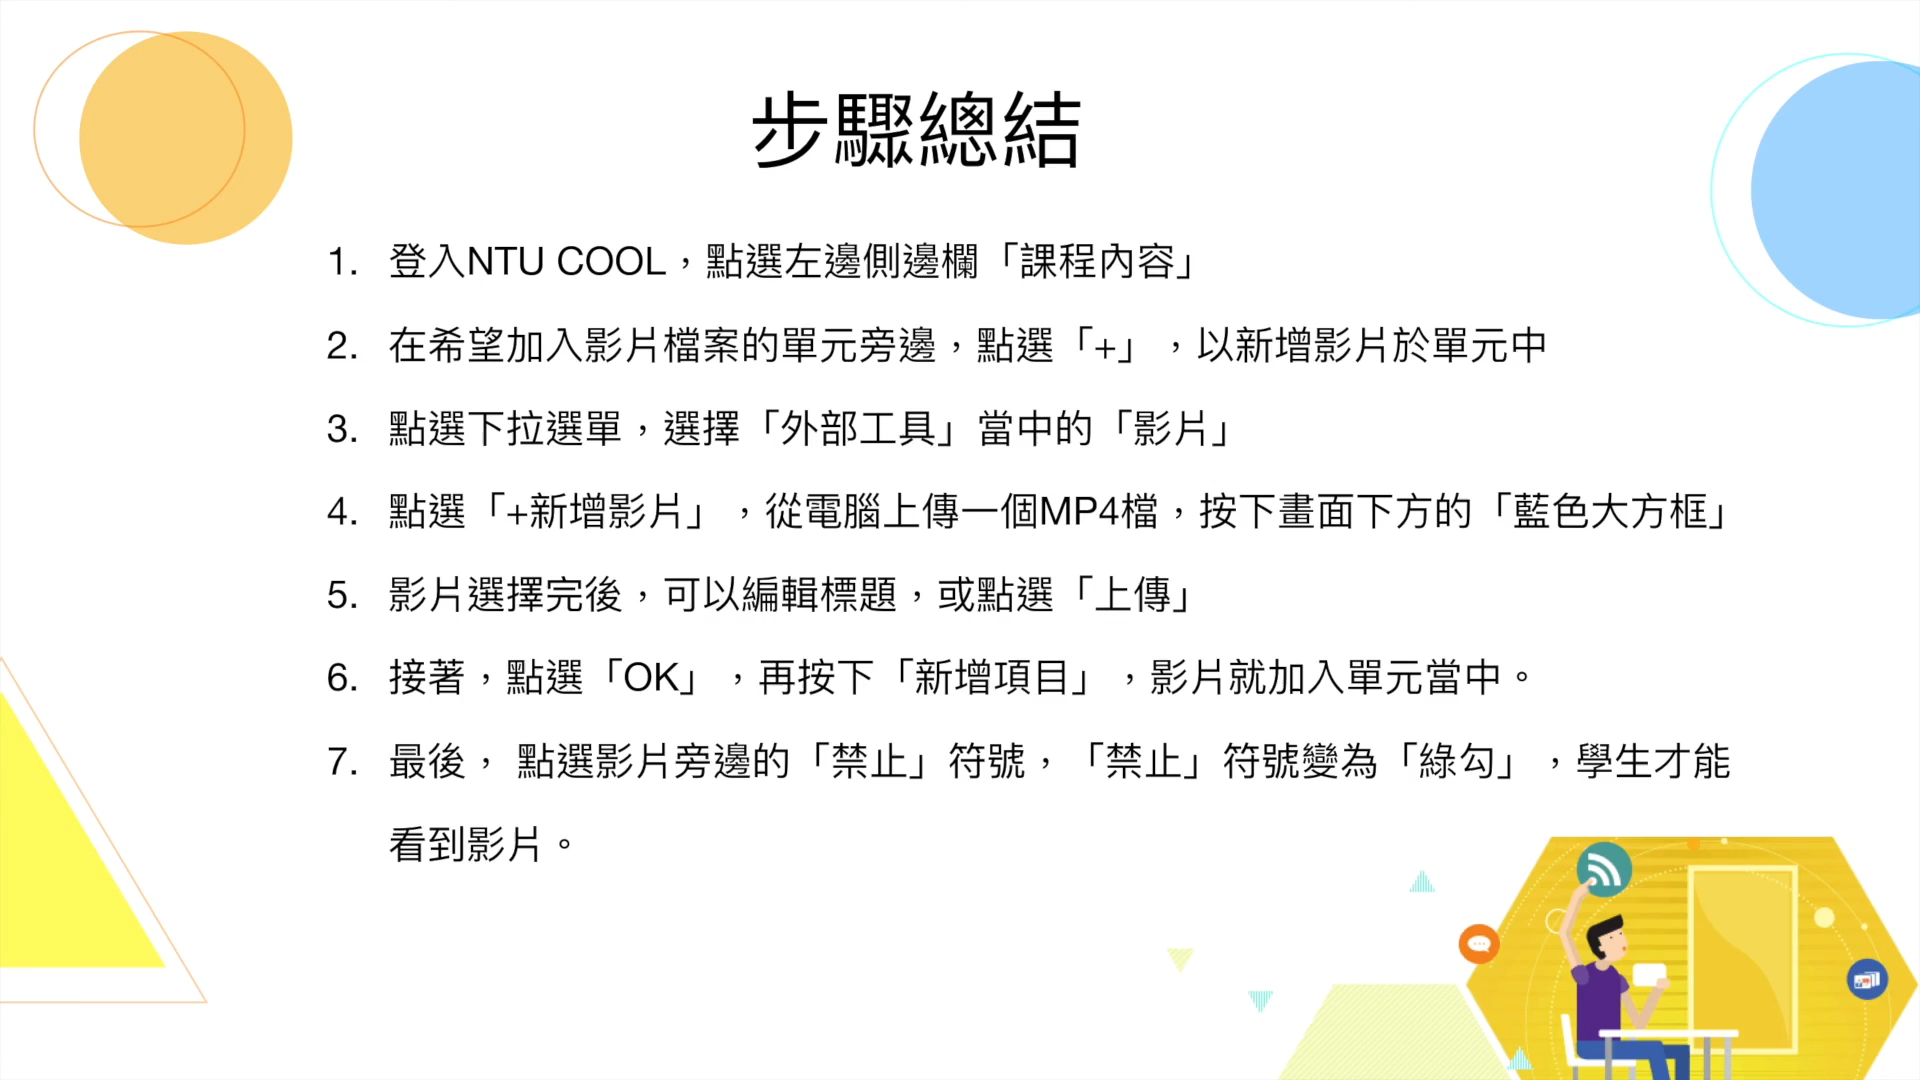 步驟總結
1. 登入NTU COOL，點選左邊側邊欄「課程內容」
2. 在希望加入影片檔案的單元旁邊，點選「+」，以新增影片於單元中
3. 點選下拉選單，選擇「外部工具」當中的「影片」
4. 點選「+新增影片」，從電腦上傳一個MP4檔，按下畫面下方的「藍色大方框」
5. 影片選擇完後，可以編輯標題，或點選「上傳」
6. 接著，點選「OK」，再按下「新增項目」，影片就加入單元當中。
7. 最後， 點選影片旁邊的「禁止」符號，「禁止」符號變為「綠勾」，學生才能
看到影片。